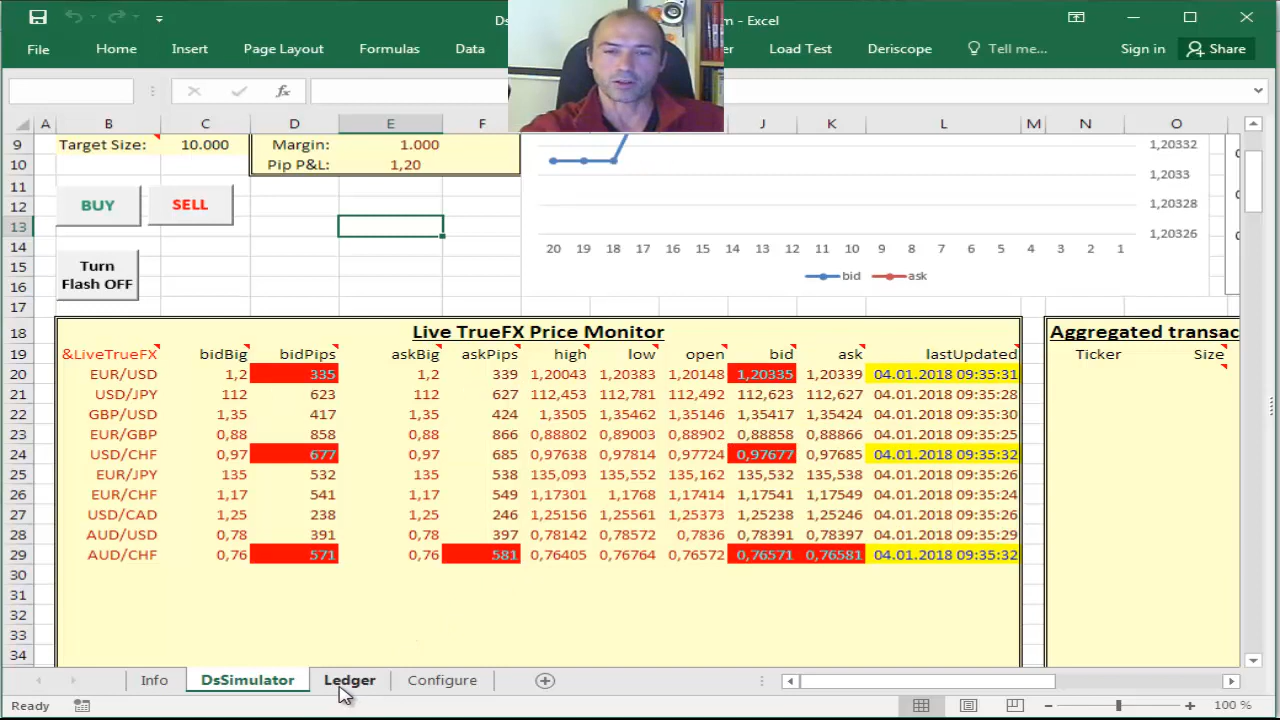 Ds
m - Excel
File Home Insert Page Layout Formulas Data er Load Test Deriscope Tell me... Sign in Share
fx
A B C D E F J K L M N O
9 Target Size: 10.000 Margin: 1.000 1,20332
10 Pip P&L: 1,20 1,2033
11
12 BUY SELL 1,20328
13 1,20326
14 20 19 18 17 16 15 14 13 12 11 10 9 8 7 6 5 4 3 2 1
15 Turn bid ask
16 Flash OFF
17
18 Live TrueFX Price Monitor Aggregated transac
19 &LiveTrueFX bidBig bidPips askBig askPips high low open bid ask lastUpdated Ticker Size
20 EUR/USD 1,2 335 1,2 339 1,20043 1,20383 1,20148 1,20335 1,20339 04.01.2018 09:35:31
21 USD/JPY 112 623 112 627 112,453 112,781 112,492 112,623 112,627 04.01.2018 09:35:28
22 GBP/USD 1,35 417 1,35 424 1,3505 1,35462 1,35146 1,35417 1,35424 04.01.2018 09:35:30
23 EUR/GBP 0,88 858 0,88 866 0,88802 0,89003 0,88902 0,88858 0,88866 04.01.2018 09:35:25
24 USD/CHF 0,97 677 0,97 685 0,97638 0,97814 0,97724 0,97677 0,97685 04.01.2018 09:35:32
25 EUR/JPY 135 532 135 538 135,093 135,552 135,162 135,532 135,538 04.01.2018 09:35:26
26 EUR/CHF 1,17 541 1,17 549 1,17301 1,1768 1,17414 1,17541 1,17549 04.01.2018 09:35:24
27 USD/CAD 1,25 238 1,25 246 1,25156 1,25561 1,25373 1,25238 1,25246 04.01.2018 09:35:26
28 AUD/USD 0,78 391 0,78 397 0,78142 0,78572 0,7836 0,78391 0,78397 04.01.2018 09:35:29
29 AUD/CHF 0,76 571 0,76 581 0,76405 0,76764 0,76572 0,76571 0,76581 04.01.2018 09:35:32
30
31
32
33
34
Info DsSimulator Ledger Configure
Ready 100 %